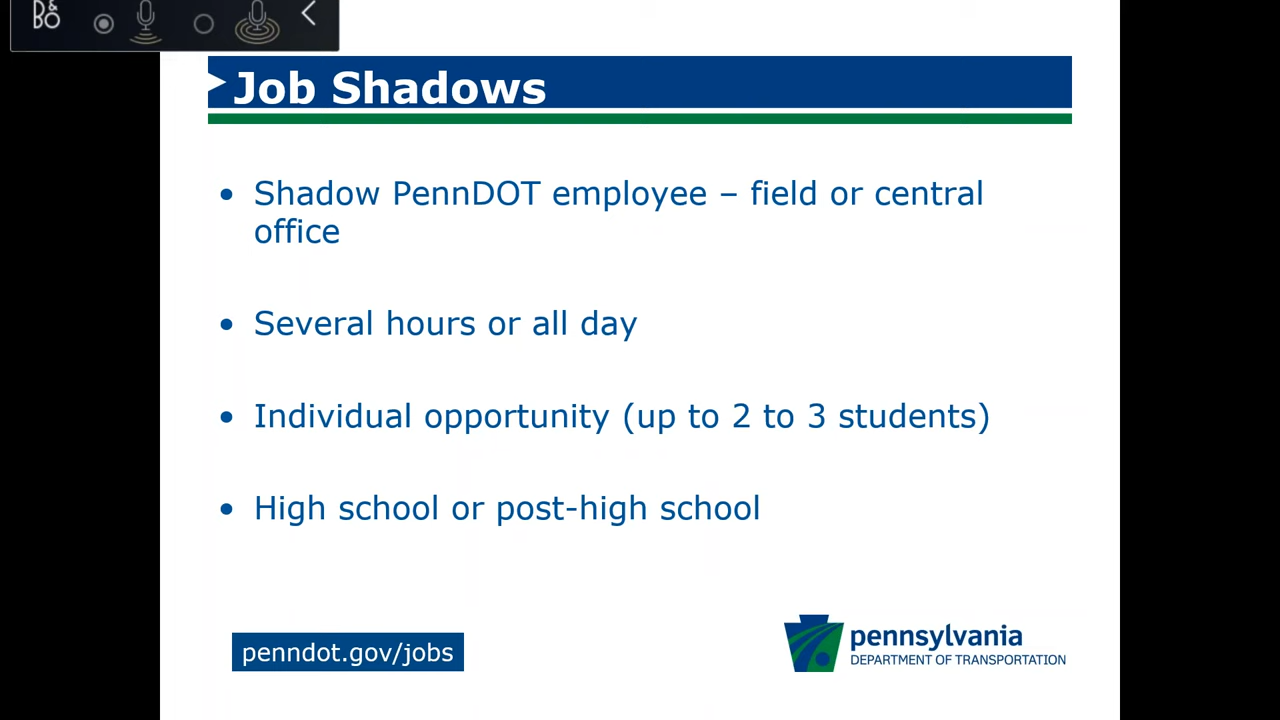 B&O
Job Shadows
• Shadow PennDOT employee – field or central
office
• Several hours or all day
• Individual opportunity (up to 2 to 3 students)
• High school or post-high school
penndot.gov/jobs
pennsylvania
DEPARTMENT OF TRANSPORTATION